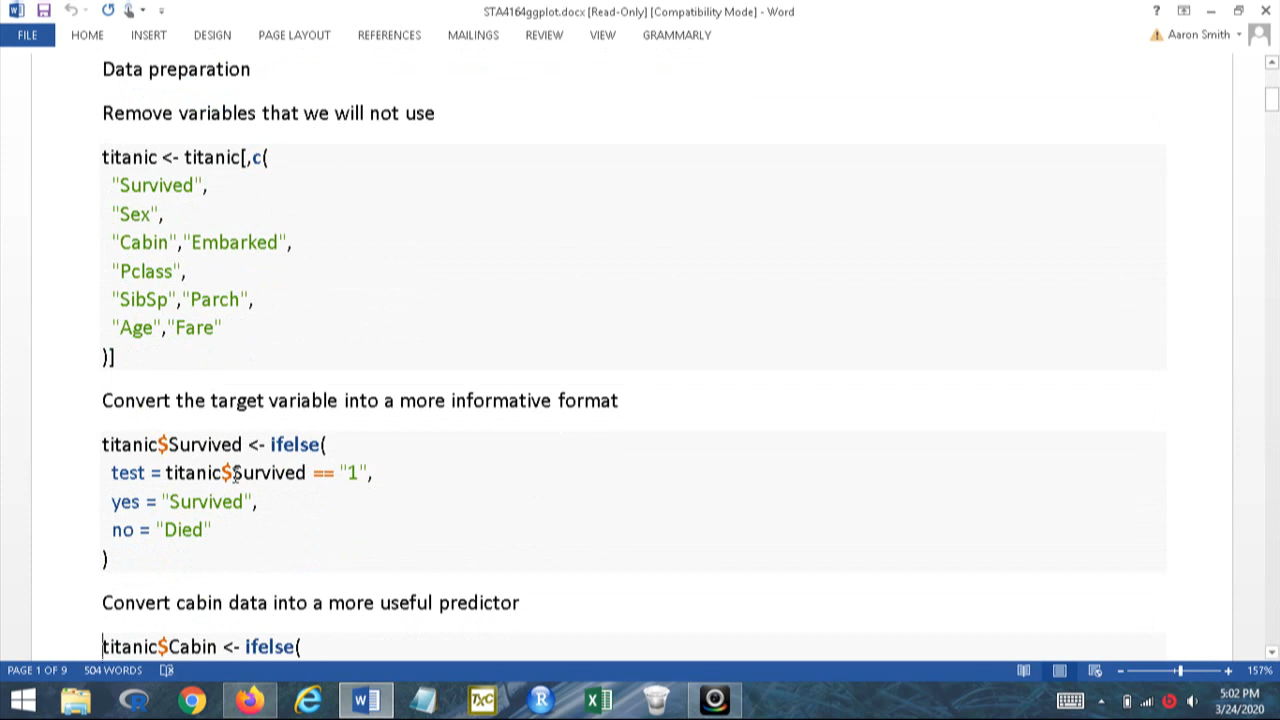 STA4164ggplot.docx [Read-Only] [Compatibility Mode] - Word
?
FILE HOME INSERT DESIGN PAGE LAYOUT REFERENCES MAILINGS REVIEW VIEW GRAMMARLY Aaron Smith
Data preparation
Remove variables that we will not use
titanic <- titanic[,c(
"Survived",
"Sex",
"Cabin","Embarked",
"Pclass",
"SibSp","Parch",
"Age","Fare"
)]
Convert the target variable into a more informative format
titanic$Survived <- ifelse(
test = titanic$Survived == "1",
yes = "Survived",
no = "Died"
)
Convert cabin data into a more useful predictor
titanic$Cabin <- ifelse(
PAGE 1 OF 9 504 WORDS 157%
TXC
5:02 PM
3/24/2020